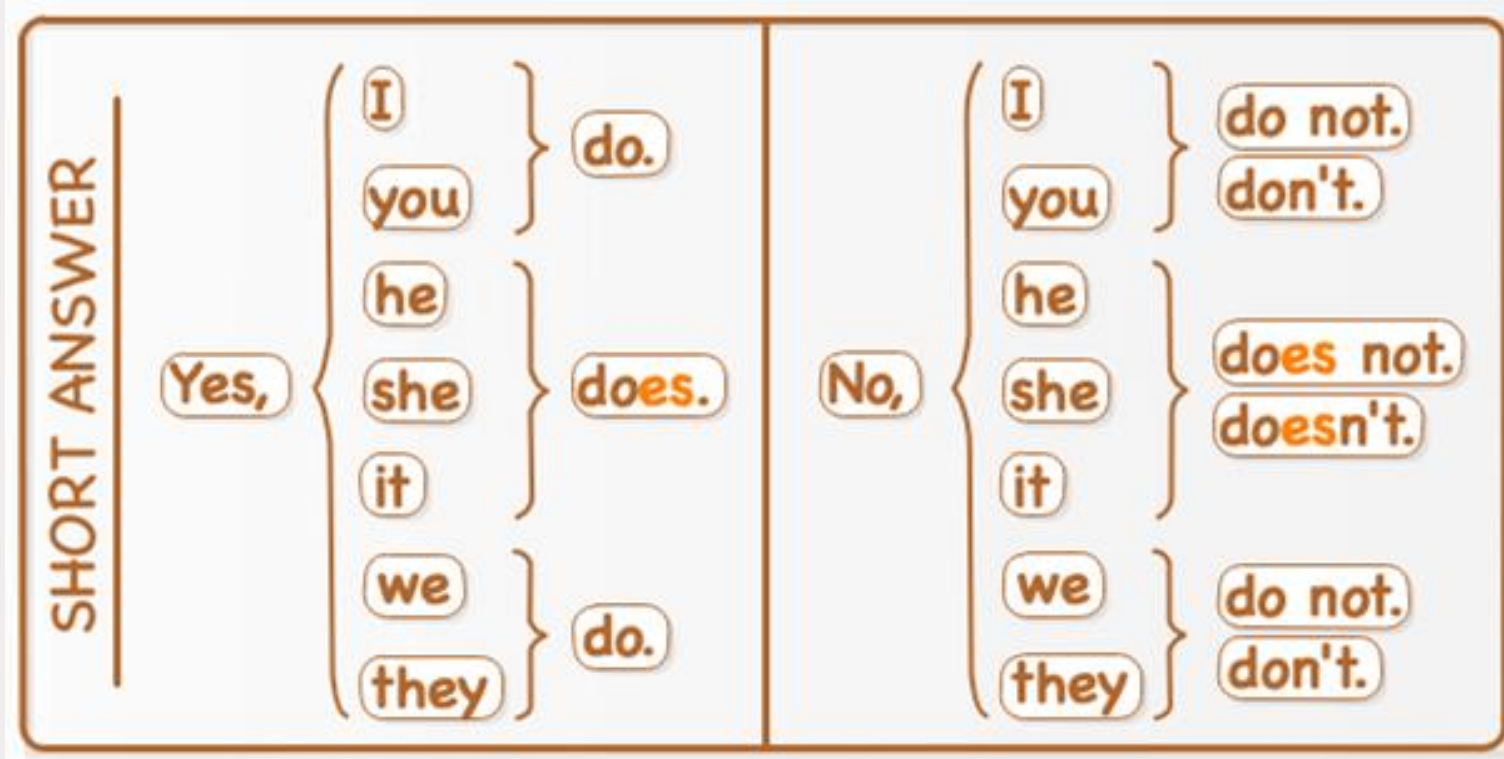 SHORT ANSWER
Yes,
I
you
do.
he
she
it
does.
we
they
do.
No,
I
you
do not.
don't.
he
she
it
does not.
doesn't.
we
they
do not.
don't.